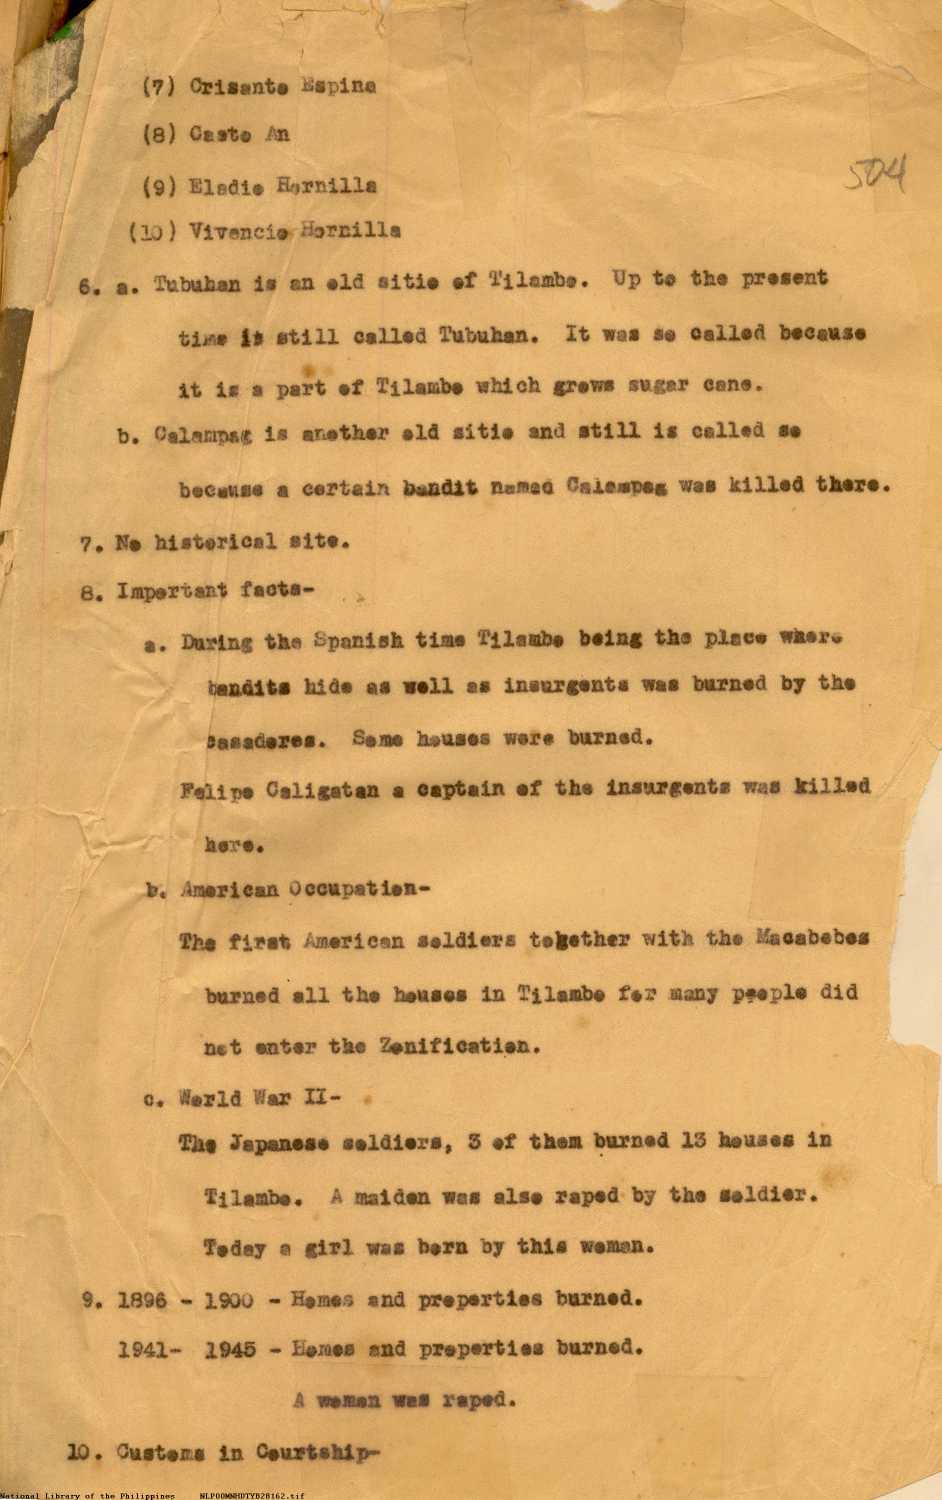 (7) Crisanto Espina
(8) Casto An
504
(9) Eladio Hornilla
(10) Vivencio Hornilla
6. a. Tubuhan is an old sitio of Tilambo. Up to the present
time it still called Tubuhan. It was so called because
it is a part of Tilambo which grows sugar cane.
b. Calampag is another old sitio and still is called so
because a certain bandit named Calampag was killed there.
7. No historical site.
8. Important facts-
a. During the Spanish time Tilambo being the place where
bandits hide as well as insurgents was burned by the
casadores. Some houses were burned.
Felipe Caligatan a captain of the insurgents was killed
here.
b. American Occupation-
The first American soldiers together with the Macabebes
burned all the houses in Tilambo for many people did
not enter the Zonification.
c. World War II-
The Japanese soldiers, 3 of them burned 13 houses in
Tilambo. A maiden was also raped by the soldier.
Today a girl was born by this woman.
9. 1896 - 1900 - Homes and properties burned.
1941- 1945 - Homes and properties burned.
A woman was raped.
10. Customs in Courtship-
National Library of the Philippines NLPOOMNHDTYB28162.tif